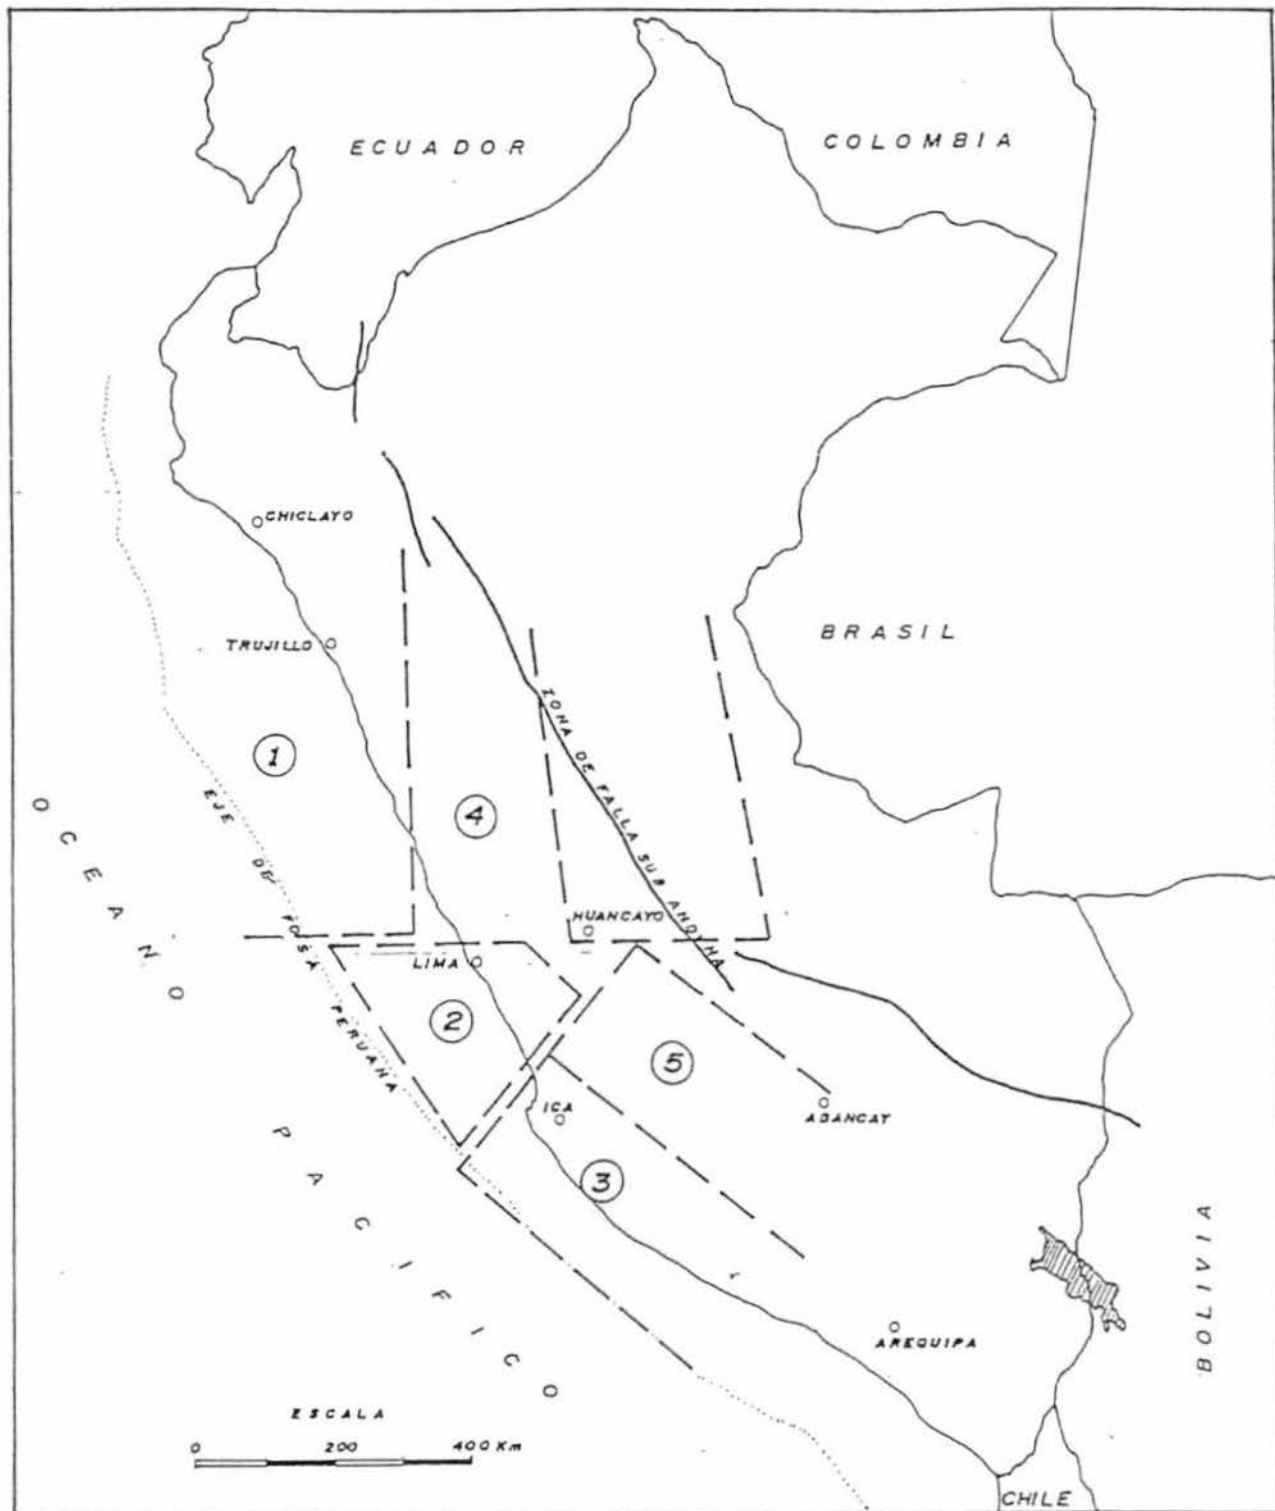 ECUADOR
COLOMBIA
CHICLAYO
TRUJILLO
BRASIL
1
ZONA DE FALLA SUB ANDINA
4
EJE DE FOSA PERUANA
OCEANO PACIFICO
HUANCAYO
LIMA
2
5
ICA
ABANCAY
3
BOLIVIA
AREQUIPA
ESCALA
0 200 400 Km
CHILE